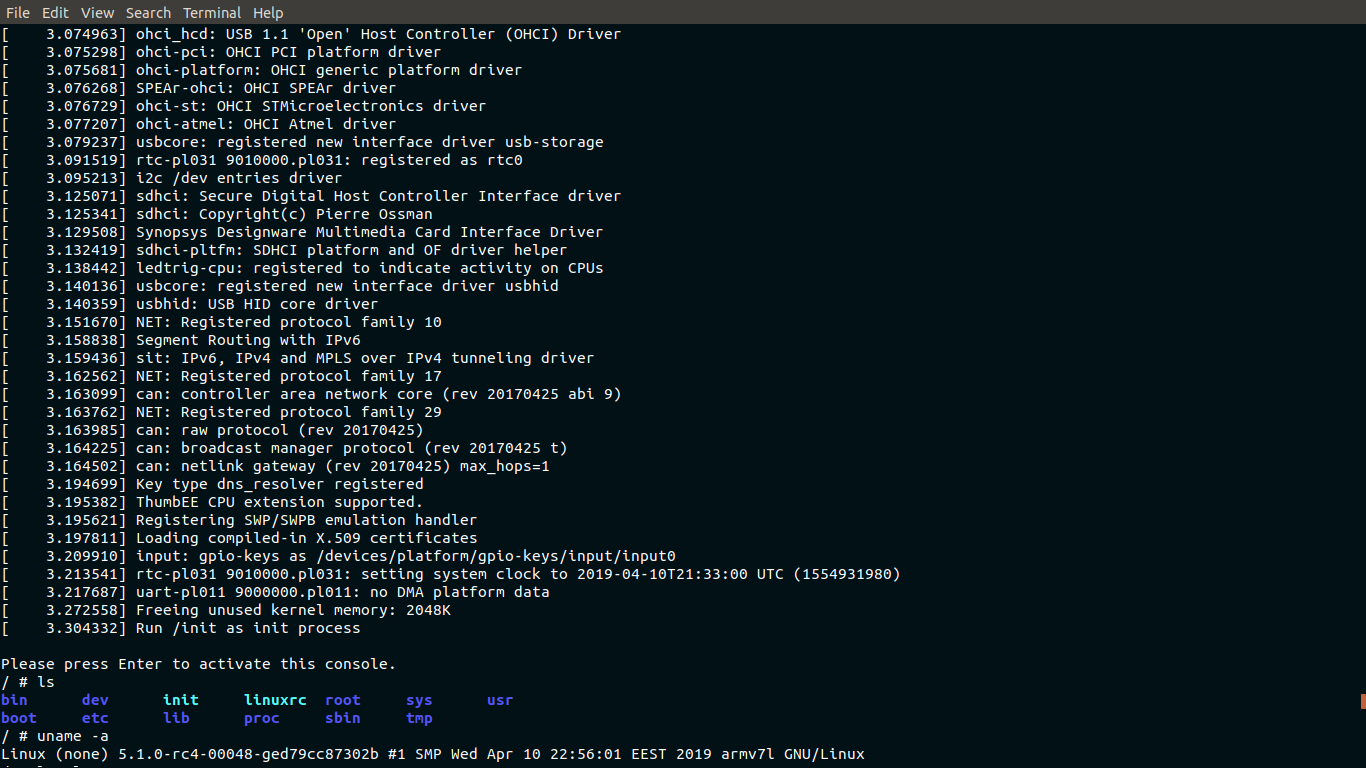 File Edit View Search Terminal Help
[    3.074963] ohci_hcd: USB 1.1 'Open' Host Controller (OHCI) Driver
[    3.075298] ohci-pci: OHCI PCI platform driver
[    3.075681] ohci-platform: OHCI generic platform driver
[    3.076268] SPEAr-ohci: OHCI SPEAr driver
[    3.076729] ohci-st: OHCI STMicroelectronics driver
[    3.077207] ohci-atmel: OHCI Atmel driver
[    3.079237] usbcore: registered new interface driver usb-storage
[    3.091519] rtc-pl031 9010000.pl031: registered as rtc0
[    3.095213] i2c /dev entries driver
[    3.125071] sdhci: Secure Digital Host Controller Interface driver
[    3.125341] sdhci: Copyright(c) Pierre Ossman
[    3.129508] Synopsys Designware Multimedia Card Interface Driver
[    3.132419] sdhci-pltfm: SDHCI platform and OF driver helper
[    3.138442] ledtrig-cpu: registered to indicate activity on CPUs
[    3.140136] usbcore: registered new interface driver usbhid
[    3.140359] usbhid: USB HID core driver
[    3.151670] NET: Registered protocol family 10
[    3.158838] Segment Routing with IPv6
[    3.159436] sit: IPv6, IPv4 and MPLS over IPv4 tunneling driver
[    3.162562] NET: Registered protocol family 17
[    3.163099] can: controller area network core (rev 20170425 abi 9)
[    3.163762] NET: Registered protocol family 29
[    3.163985] can: raw protocol (rev 20170425)
[    3.164225] can: broadcast manager protocol (rev 20170425 t)
[    3.164502] can: netlink gateway (rev 20170425) max_hops=1
[    3.194699] Key type dns_resolver registered
[    3.195382] ThumbEE CPU extension supported.
[    3.195621] Registering SWP/SWPB emulation handler
[    3.197811] Loading compiled-in X.509 certificates
[    3.209910] input: gpio-keys as /devices/platform/gpio-keys/input/input0
[    3.213541] rtc-pl031 9010000.pl031: setting system clock to 2019-04-10T21:33:00 UTC (1554931980)
[    3.217687] uart-pl011 9000000.pl011: no DMA platform data
[    3.272558] Freeing unused kernel memory: 2048K
[    3.304332] Run /init as init process
Please press Enter to activate this console.
/ # ls
bin      dev      init     linuxrc  root     sys      usr
boot     etc      lib      proc     sbin     tmp
/ # uname -a
Linux (none) 5.1.0-rc4-00048-ged79cc87302b #1 SMP Wed Apr 10 22:56:01 EEST 2019 armv7l GNU/Linux